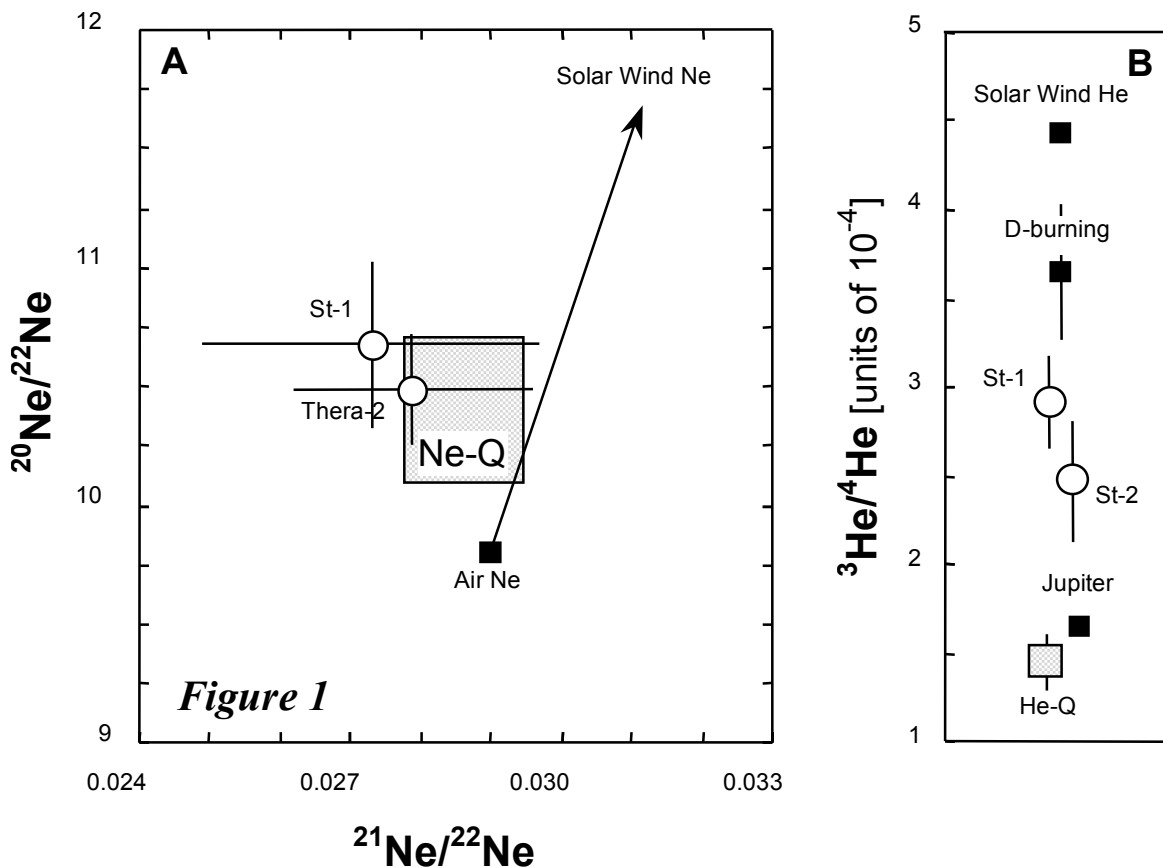 12
A
Solar Wind Ne
11
St-1
Thera-2
Ne-Q
10
Air Ne
Figure 1
9
0.024 0.027 0.030 0.033
²¹Ne/²²Ne
²⁰Ne/²²Ne
5
B
Solar Wind He
4
D-burning
3
St-1
St-2
2
Jupiter
He-Q
1
³He/⁴He [units of 10⁻⁴]